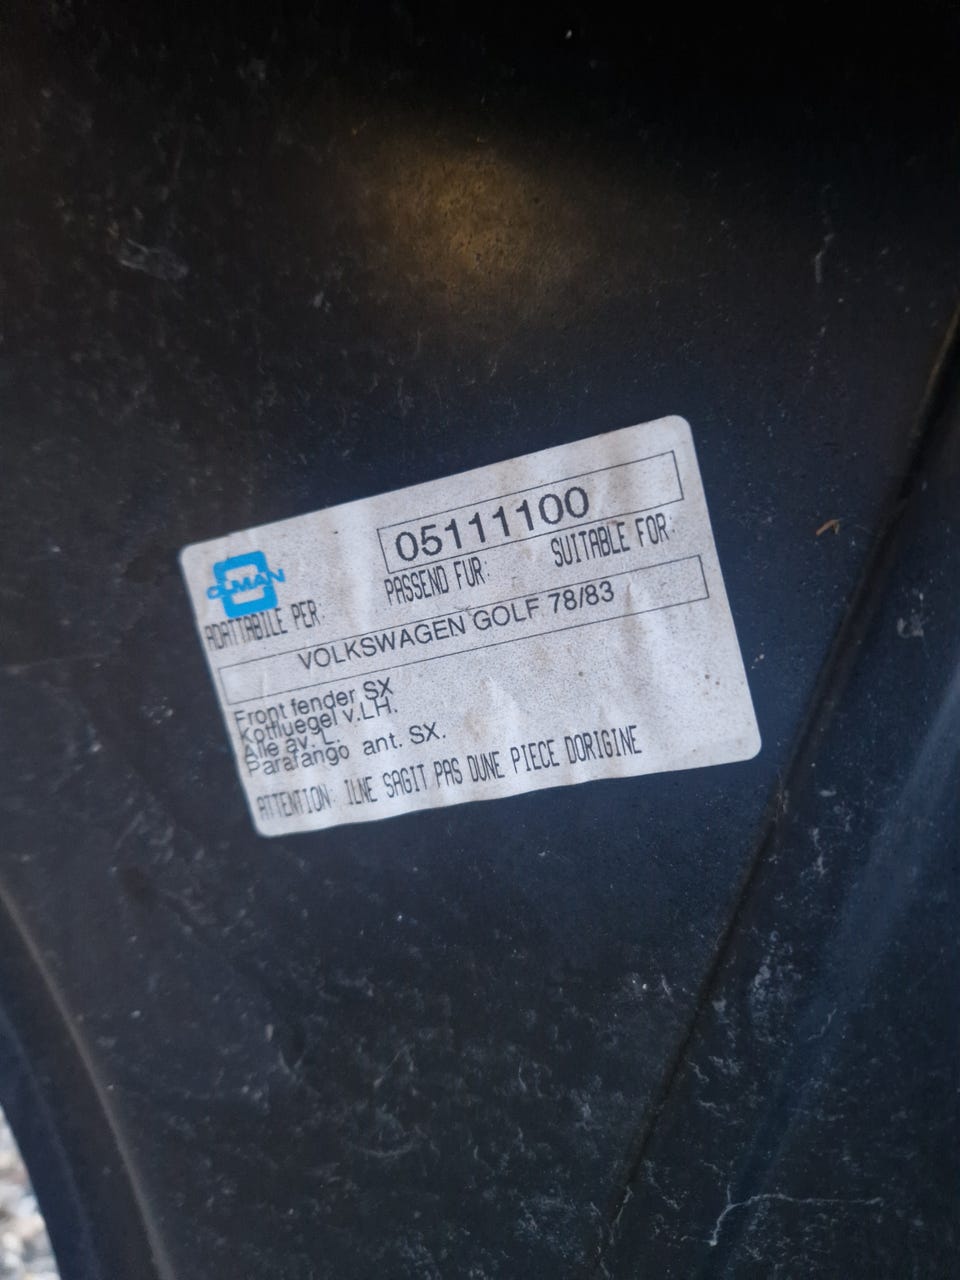 05111100
O.MAN
ADATTABILE PER:
PASSEND FUR:
SUITABLE FOR:
VOLKSWAGEN GOLF 78/83
Front fender SX
Kotfluegel v.LH.
Aile av. L.
Parafango ant. SX.
ATTENTION: ILNE SAGIT PAS DUNE PIECE DORIGINE